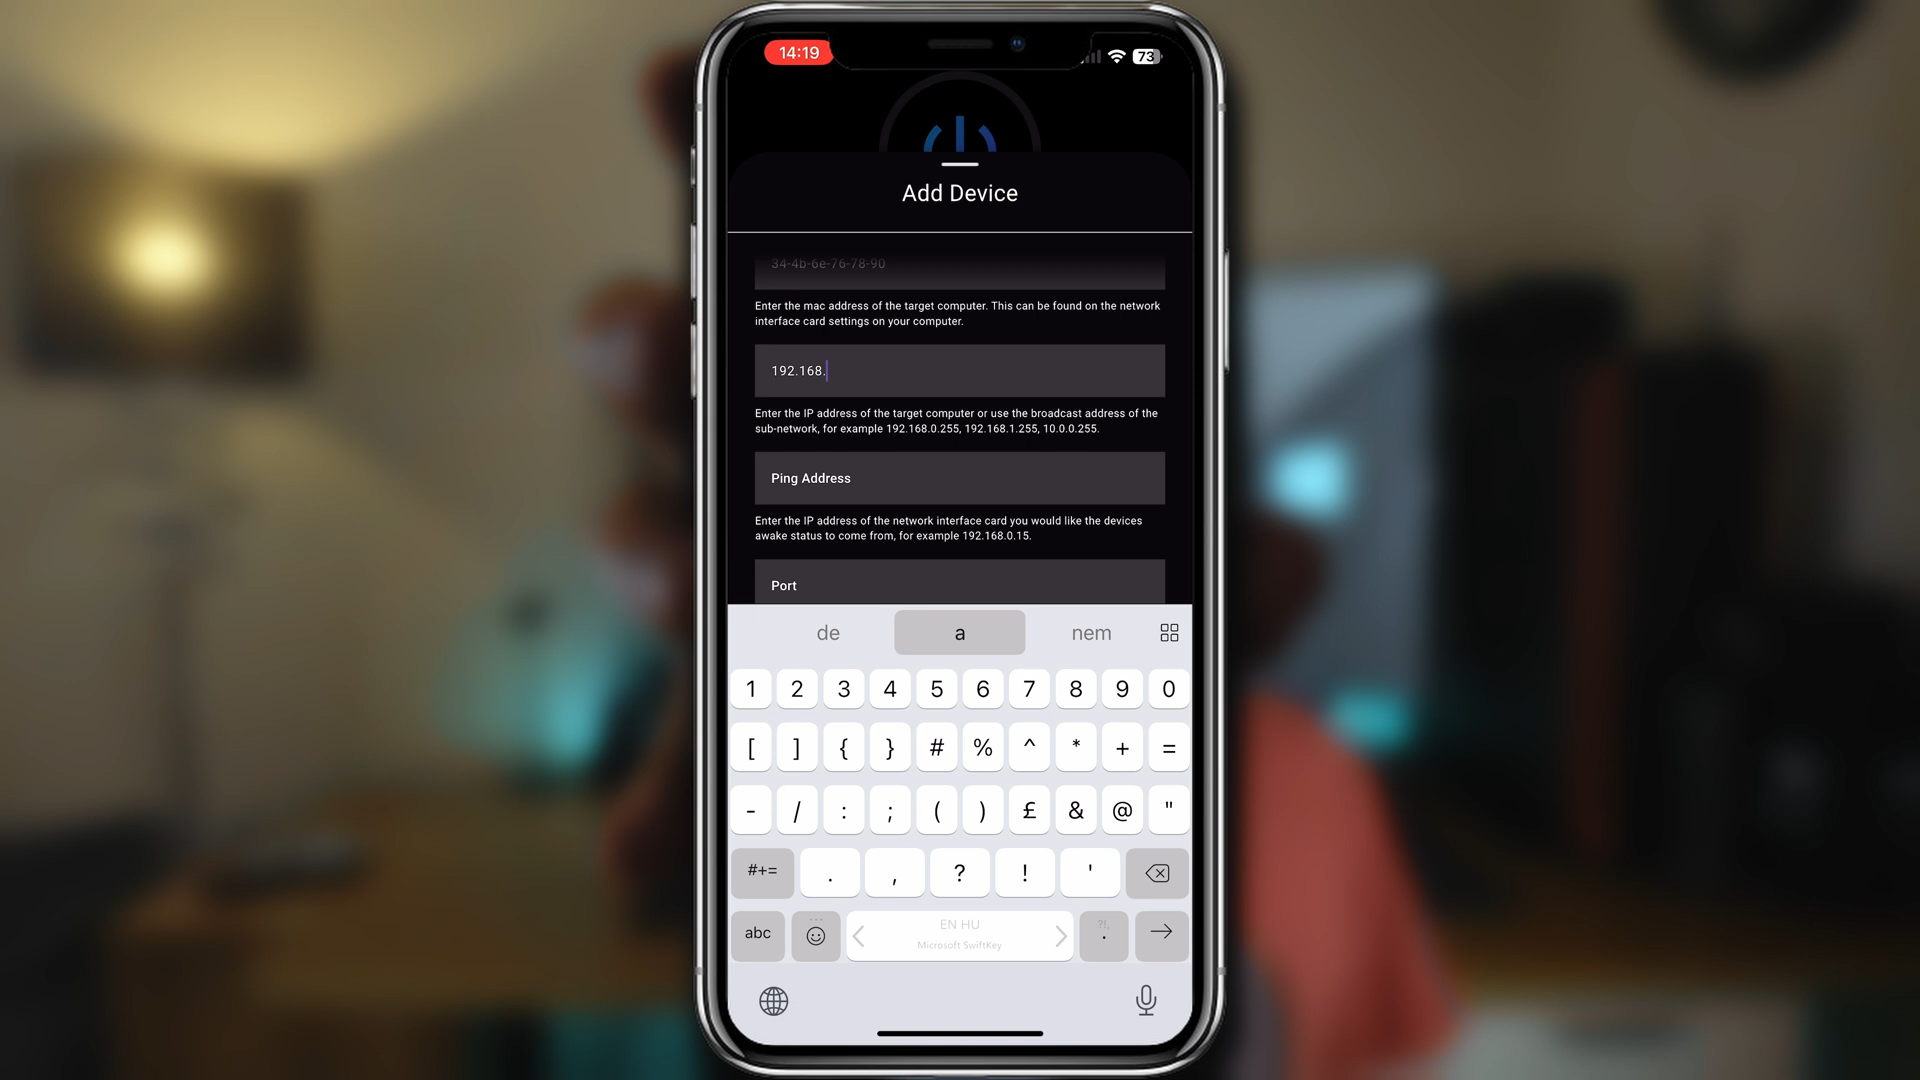 14:19
73
Add Device
34-4b-6e-76-78-90
Enter the mac address of the target computer. This can be found on the network
interface card settings on your computer.
192.168.
Enter the IP address of the target computer or use the broadcast address of the
sub-network, for example 192.168.0.255, 192.168.1.255, 10.0.0.255.
Ping Address
Enter the IP address of the network interface card you would like the devices
awake status to come from, for example 192.168.0.15.
Port
de a nem
1 2 3 4 5 6 7 8 9 0
[ ] { } # % ^ * + =
- / : ; ( ) £ & @ "
#+= . , ? ! '
abc EN HU ?!, .
Microsoft SwiftKey